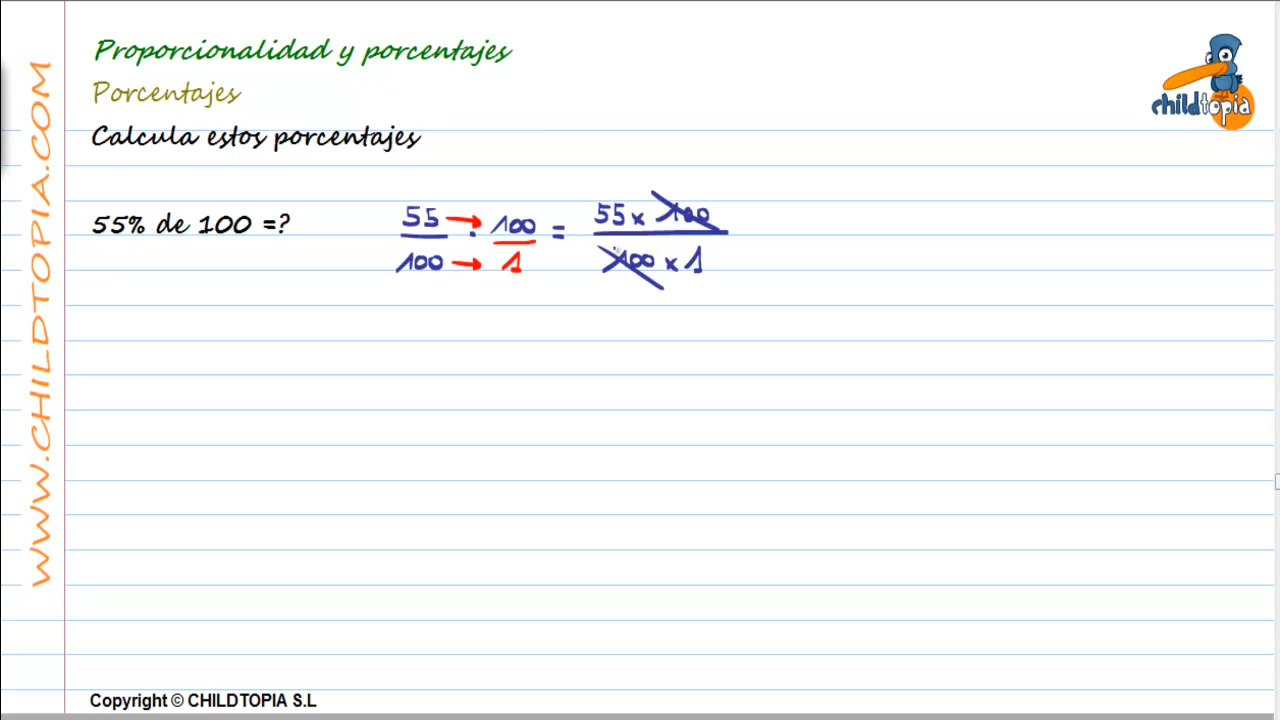 Proporcionalidad y porcentajes
Porcentajes
childtopia
Calcula estos porcentajes
55% de 100 =?
55/100 · 100/1 = 55 x 100 / 100 x 1
WWW.CHILDTOPIA.COM
Copyright © CHILDTOPIA S.L